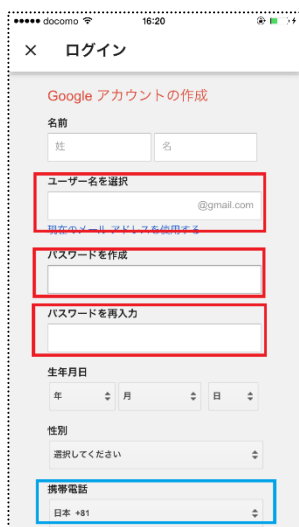 docomo 16:20
× ログイン
Google アカウントの作成
名前
姓 名
ユーザー名を選択
@gmail.com
現在のメール アドレスを使用する
パスワードを作成
パスワードを再入力
生年月日
年 月 日
性別
選択してください
携帯電話
日本 +81